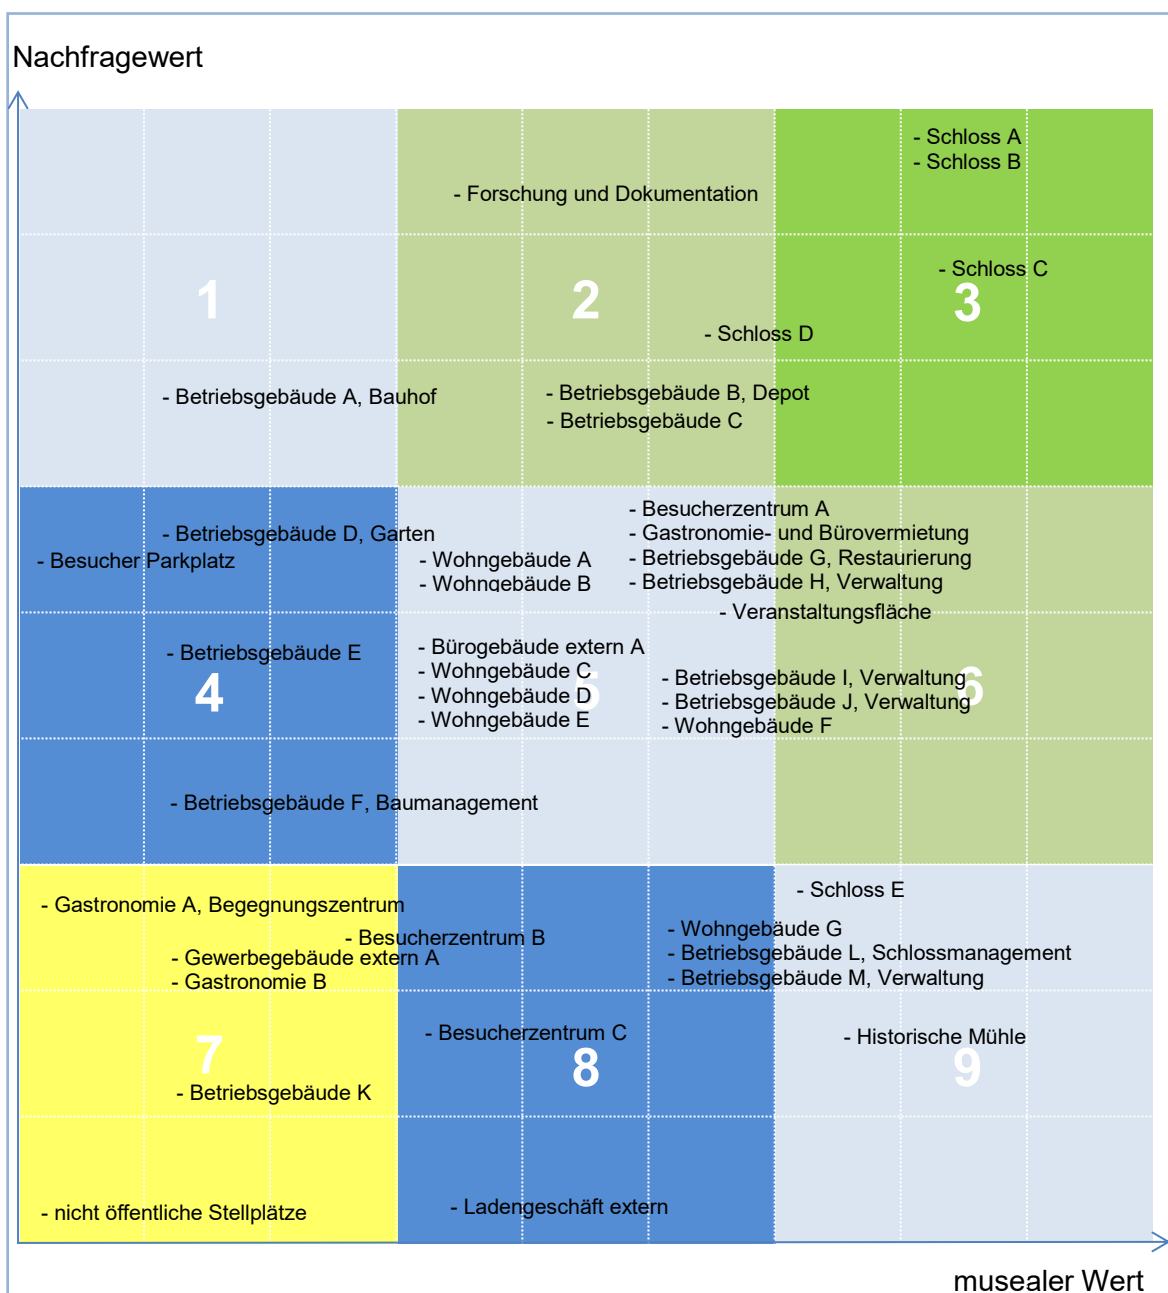 Nachfragewert
- Schloss A
- Schloss B
- Forschung und Dokumentation
- Schloss C
1
2
3
- Schloss D
- Betriebsgebäude A, Bauhof
- Betriebsgebäude B, Depot
- Betriebsgebäude C
- Betriebsgebäude D, Garten
- Besucher Parkplatz
- Wohngebäude A
- Wohngebäude B
- Besucherzentrum A
- Gastronomie- und Bürovermietung
- Betriebsgebäude G, Restaurierung
- Betriebsgebäude H, Verwaltung
- Veranstaltungsfläche
- Betriebsgebäude E
4
- Bürogebäude extern A
- Wohngebäude C
- Wohngebäude D
- Wohngebäude E
5
- Betriebsgebäude I, Verwaltung
- Betriebsgebäude J, Verwaltung
- Wohngebäude F
6
- Betriebsgebäude F, Baumanagement
- Gastronomie A, Begegnungszentrum
- Besucherzentrum B
- Gewerbegebäude extern A
- Gastronomie B
- Schloss E
- Wohngebäude G
- Betriebsgebäude L, Schlossmanagement
- Betriebsgebäude M, Verwaltung
- Besucherzentrum C
- Historische Mühle
7
8
9
- Betriebsgebäude K
- nicht öffentliche Stellplätze
- Ladengeschäft extern
musealer Wert